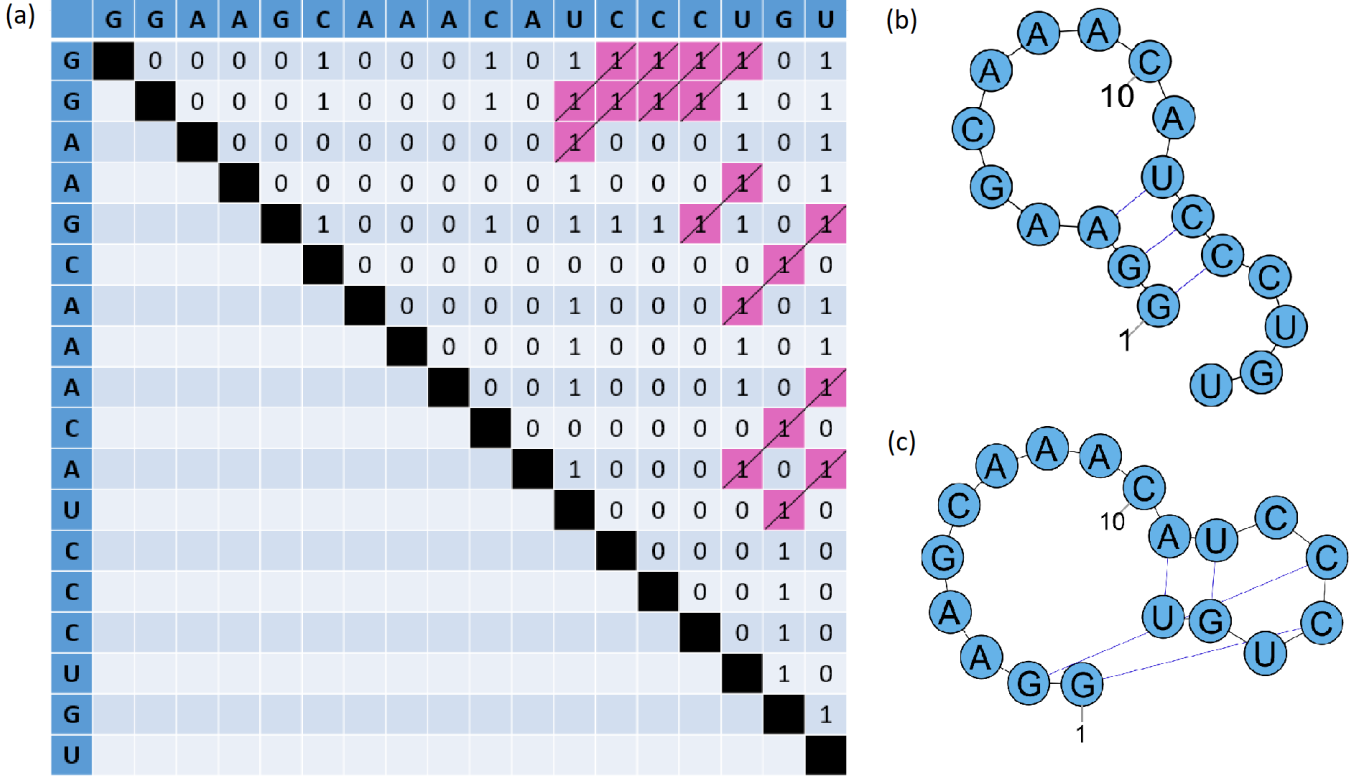 (a)
G G A A G C A A A C A U C C C U G U
G 0 0 0 0 1 0 0 0 1 0 1 1 1 1 1 0 1
G 0 0 0 1 0 0 0 1 0 1 1 1 1 1 0 1
A 0 0 0 0 0 0 0 0 1 0 0 0 1 0 1
A 0 0 0 0 0 0 0 1 0 0 0 1 0 1
G 1 0 0 0 1 0 1 1 1 1 1 0 1
C 0 0 0 0 0 0 0 0 0 0 1 0
A 0 0 0 0 1 0 0 0 1 0 1
A 0 0 0 1 0 0 0 1 0 1
A 0 0 1 0 0 0 1 0 1
C 0 0 0 0 0 0 1 0
A 1 0 0 0 1 0 1
U 0 0 0 0 1 0
C 0 0 0 1 0
C 0 0 1 0
C 0 1 0
U 1 0
G 1
U
(b)
G G A A G C A A A C A U C C C U G U
1
10
(c)
G G A A G C A A A C A U C C C U G U
1
10